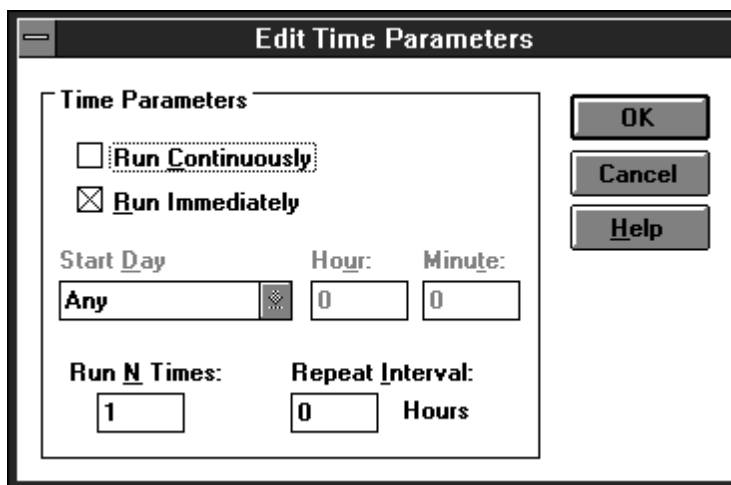 Edit Time Parameters
Time Parameters
Run Continuously
Run Immediately
Start Day Hour: Minute:
Any 0 0
Run N Times: Repeat Interval:
1 0 Hours
OK
Cancel
Help